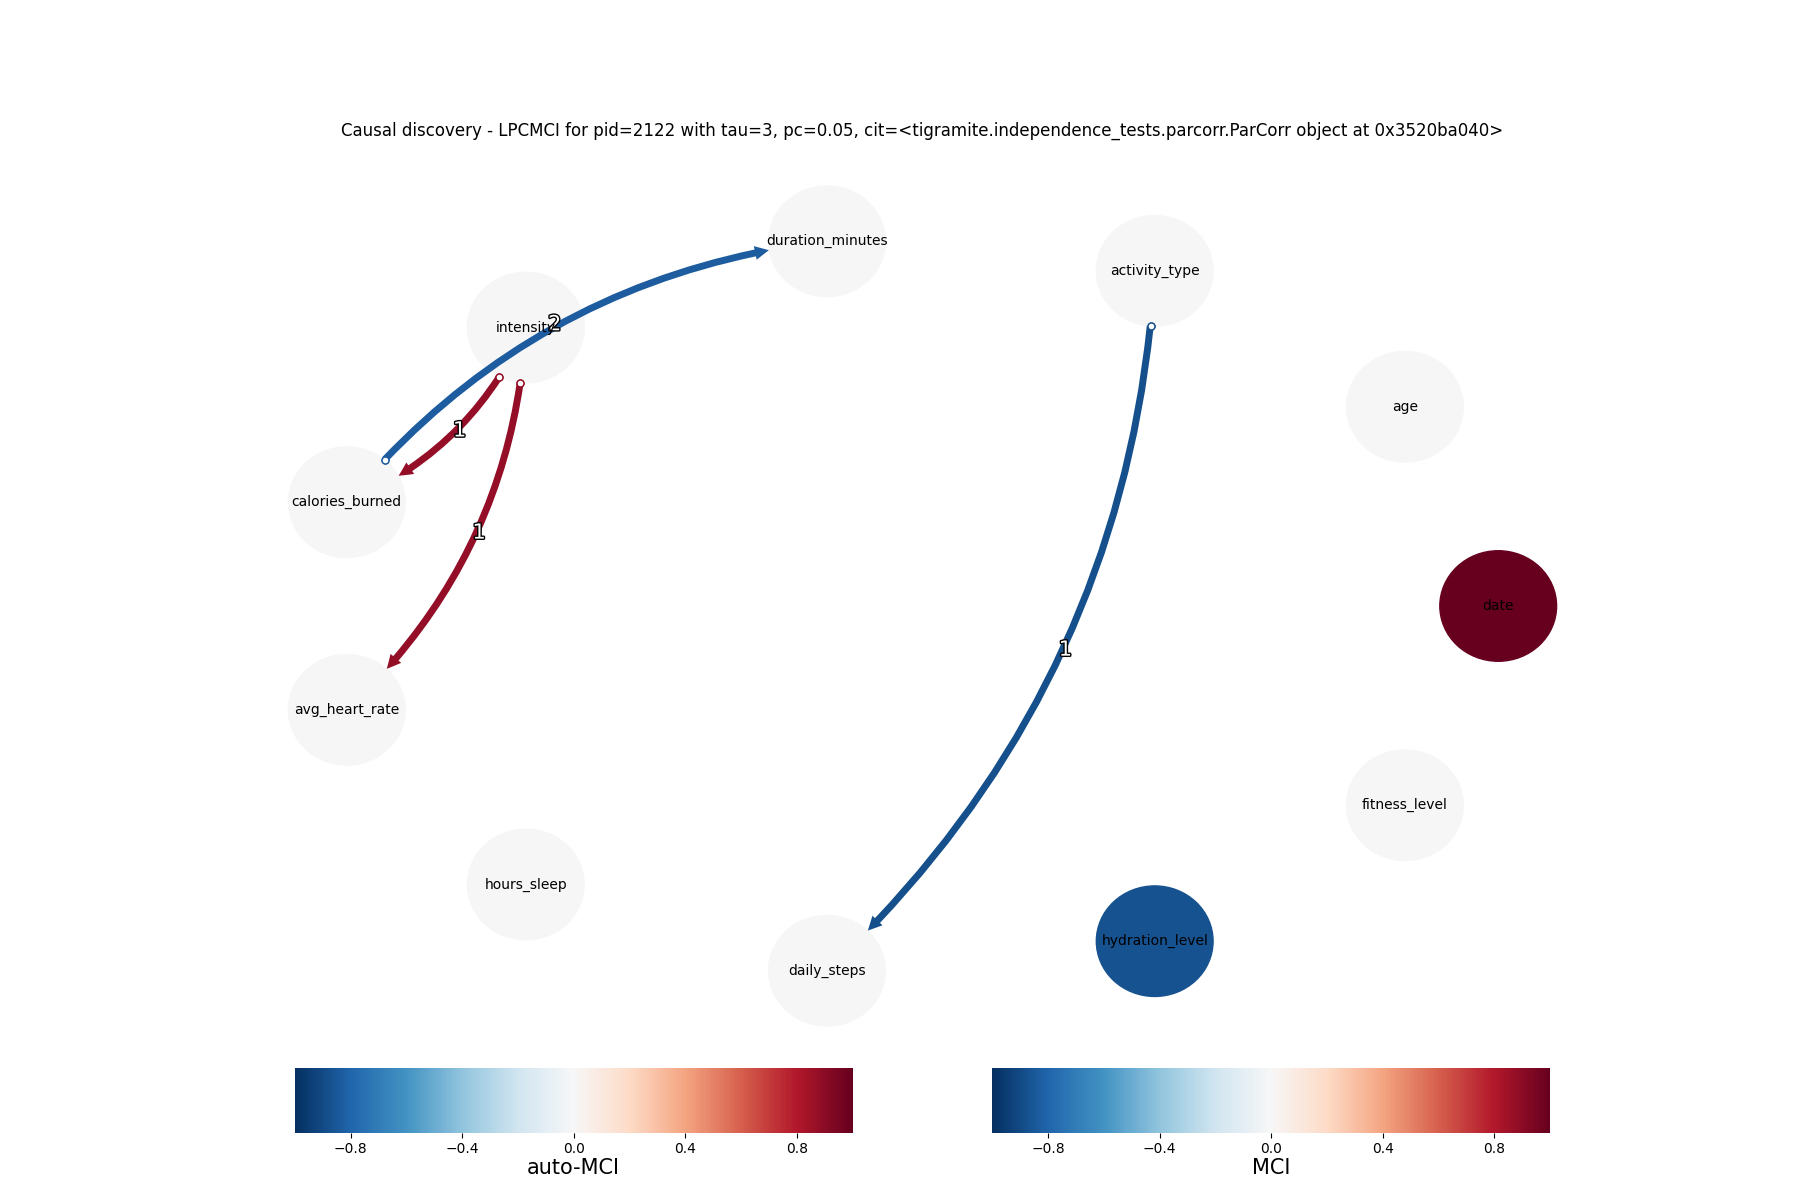 Causal discovery - LPCMCI for pid=2122 with tau=3, pc=0.05, cit=<tigramite.independence_tests.parcorr.ParCorr object at 0x3520ba040>
duration_minutes
activity_type
intensity
2
age
1
calories_burned
1
date
1
avg_heart_rate
fitness_level
hours_sleep
hydration_level
daily_steps
−0.8 −0.4 0.0 0.4 0.8
auto-MCI
−0.8 −0.4 0.0 0.4 0.8
MCI